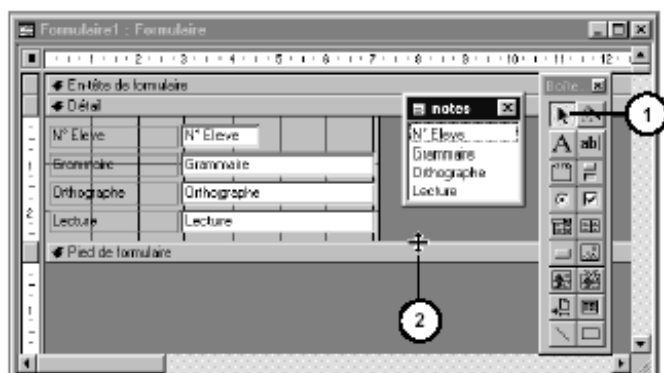 Formulaire1 : Formulaire
1 2 3 4 5 6 7 8 9 10 11 12
En-tête de formulaire
Détail
Boîte...
notes
N° Eleve
Grammaire
Orthographe
Lecture
N° Eleve N° Eleve
Grammaire Grammaire
Orthographe Orthographe
Lecture Lecture
Pied de formulaire
A ab|
1
2